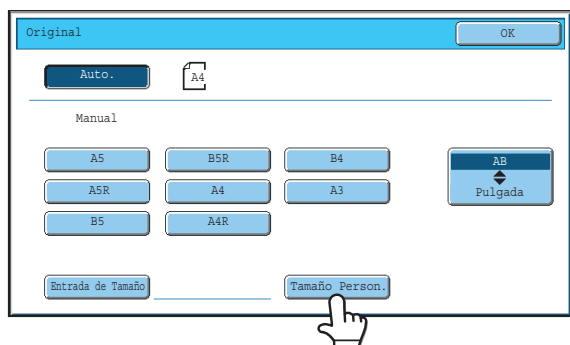 Original OK
Auto. A4
Manual
A5 B5R B4 AB
A5R A4 A3 Pulgada
B5 A4R
Entrada de Tamaño Tamaño Person.